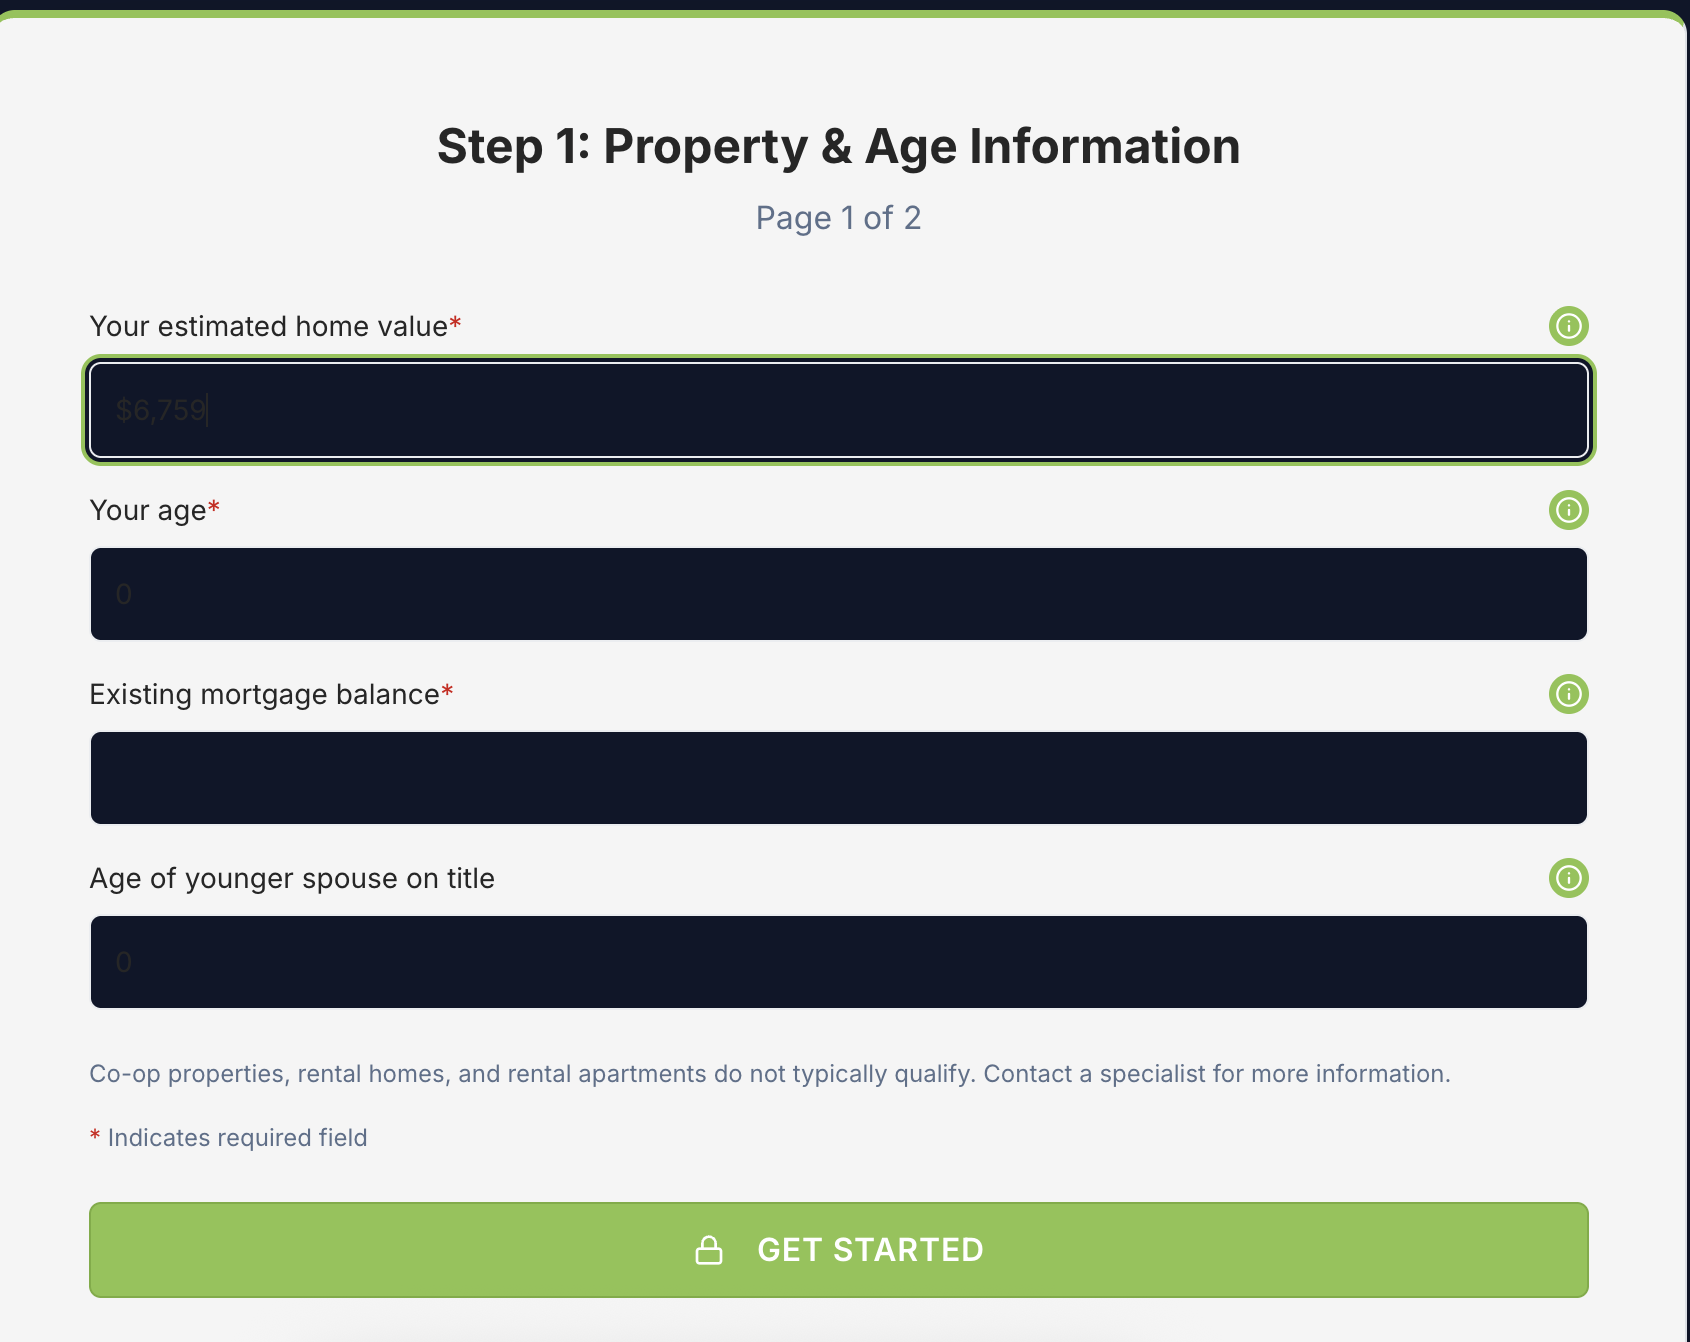 Step 1: Property & Age Information
Page 1 of 2
Your estimated home value*
$6,759
Your age*
0
Existing mortgage balance*
Age of younger spouse on title
0
Co-op properties, rental homes, and rental apartments do not typically qualify. Contact a specialist for more information.
* Indicates required field
GET STARTED